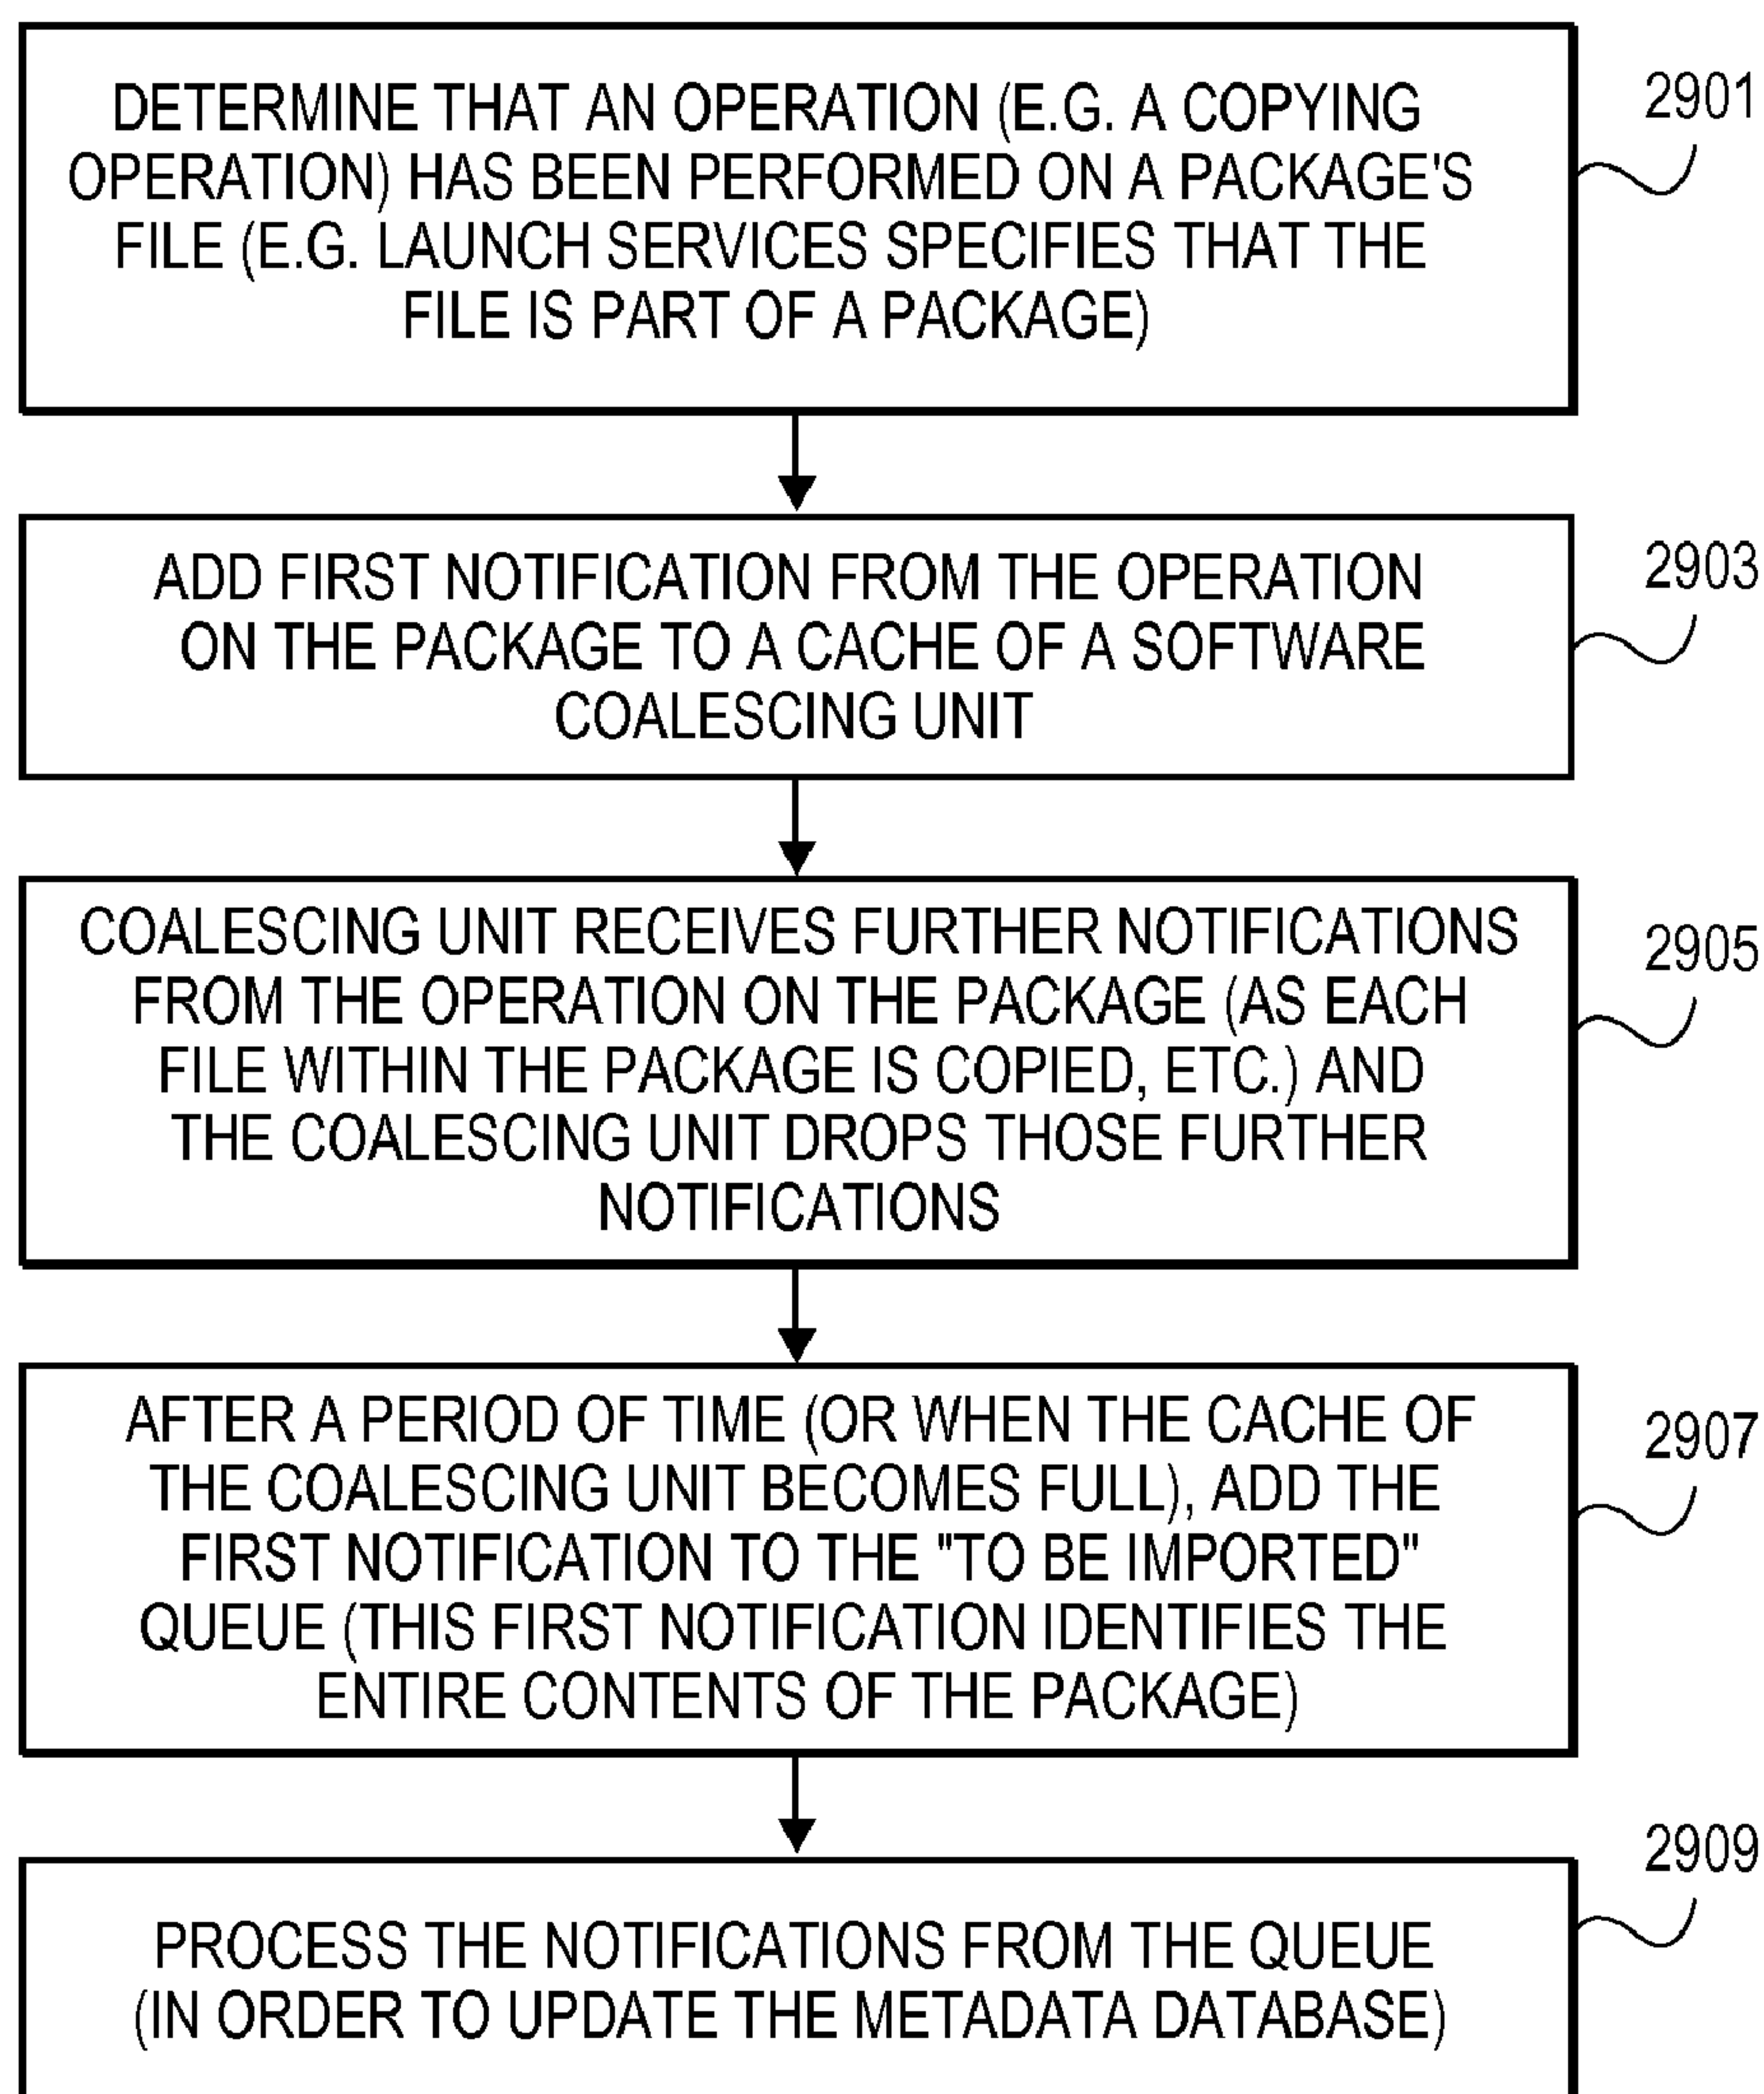 DETERMINE THAT AN OPERATION (E.G. A COPYING
OPERATION) HAS BEEN PERFORMED ON A PACKAGE'S
FILE (E.G. LAUNCH SERVICES SPECIFIES THAT THE
FILE IS PART OF A PACKAGE)
2901
ADD FIRST NOTIFICATION FROM THE OPERATION
ON THE PACKAGE TO A CACHE OF A SOFTWARE
COALESCING UNIT
2903
COALESCING UNIT RECEIVES FURTHER NOTIFICATIONS
FROM THE OPERATION ON THE PACKAGE (AS EACH
FILE WITHIN THE PACKAGE IS COPIED, ETC.) AND
THE COALESCING UNIT DROPS THOSE FURTHER
NOTIFICATIONS
2905
AFTER A PERIOD OF TIME (OR WHEN THE CACHE OF
THE COALESCING UNIT BECOMES FULL), ADD THE
FIRST NOTIFICATION TO THE "TO BE IMPORTED"
QUEUE (THIS FIRST NOTIFICATION IDENTIFIES THE
ENTIRE CONTENTS OF THE PACKAGE)
2907
PROCESS THE NOTIFICATIONS FROM THE QUEUE
(IN ORDER TO UPDATE THE METADATA DATABASE)
2909